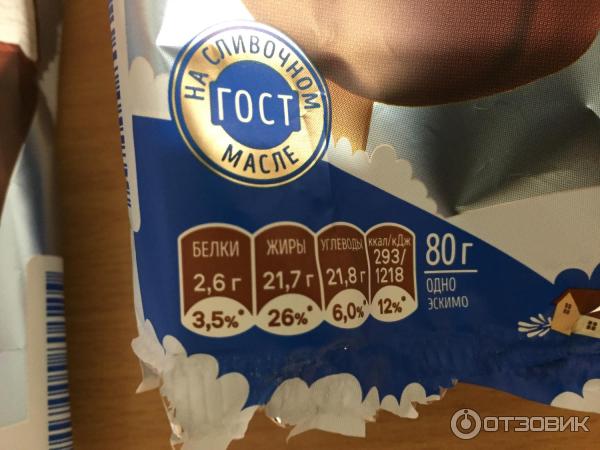 НА СЛИВОЧНОМ
ГОСТ
МАСЛЕ
БЕЛКИ
2,6 г
3,5%*
ЖИРЫ
21,7 г
26%*
УГЛЕВОДЫ
21,8 г
6,0%*
ккал/кДж
293/
1218
12%*
80 г
ОДНО
ЭСКИМО
ОТЗОВИК